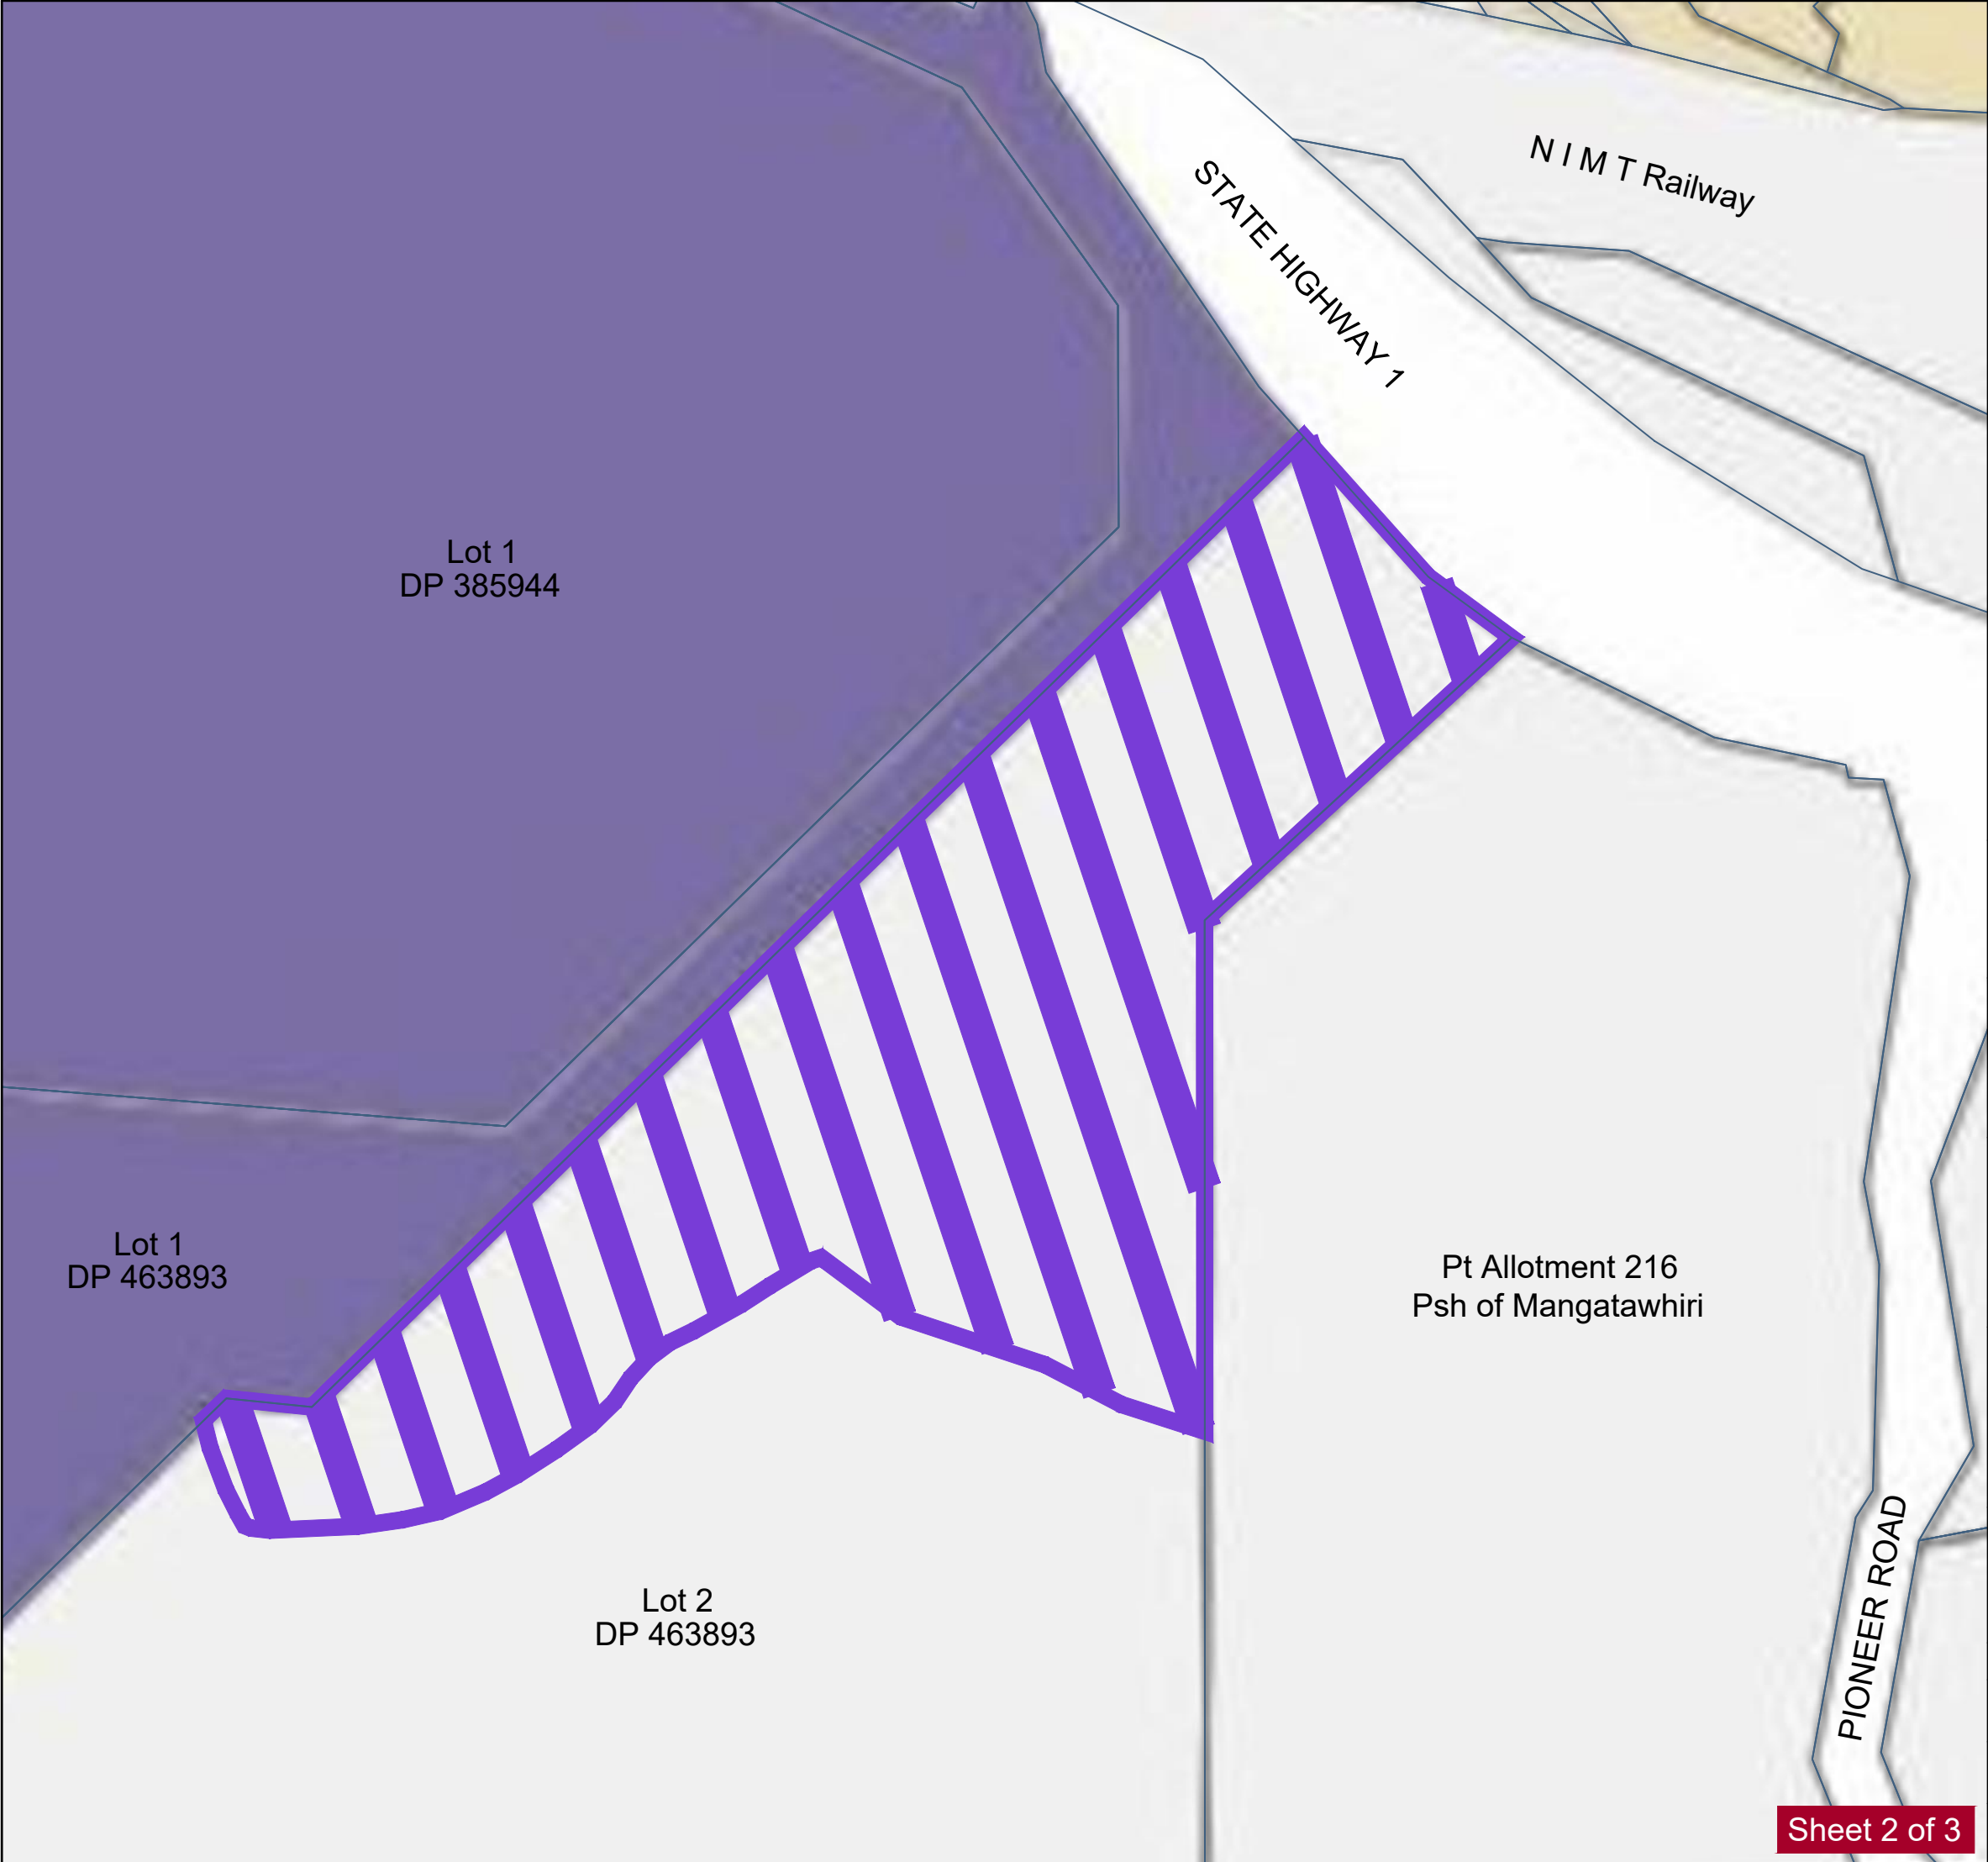 N I M T Railway
STATE HIGHWAY 1
Lot 1
DP 385944
Lot 1
DP 463893
Pt Allotment 216
Psh of Mangatawhiri
Lot 2
DP 463893
PIONEER ROAD
Sheet 2 of 3